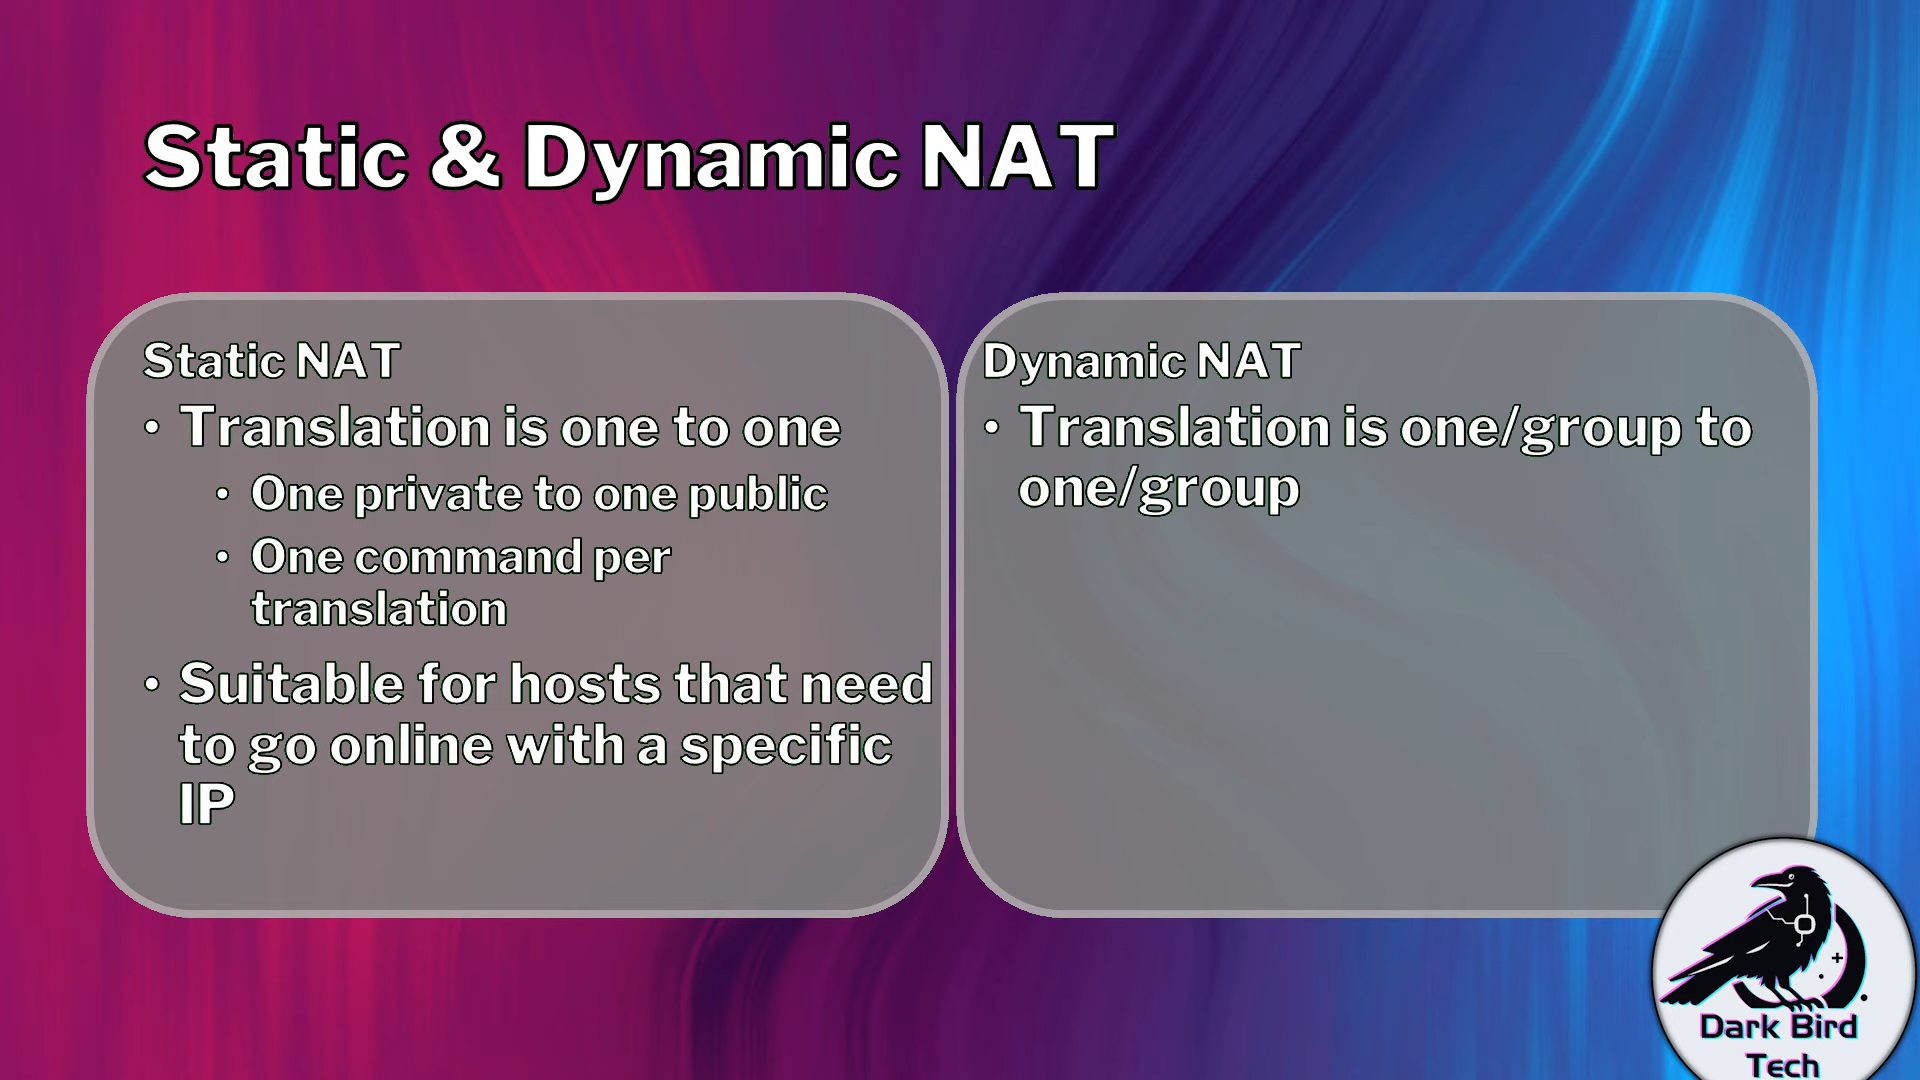 Static & Dynamic NAT
Static NAT
• Translation is one to one
• One private to one public
• One command per
translation
• Suitable for hosts that need
to go online with a specific
IP
Dynamic NAT
• Translation is one/group to
one/group
Dark Bird
Tech